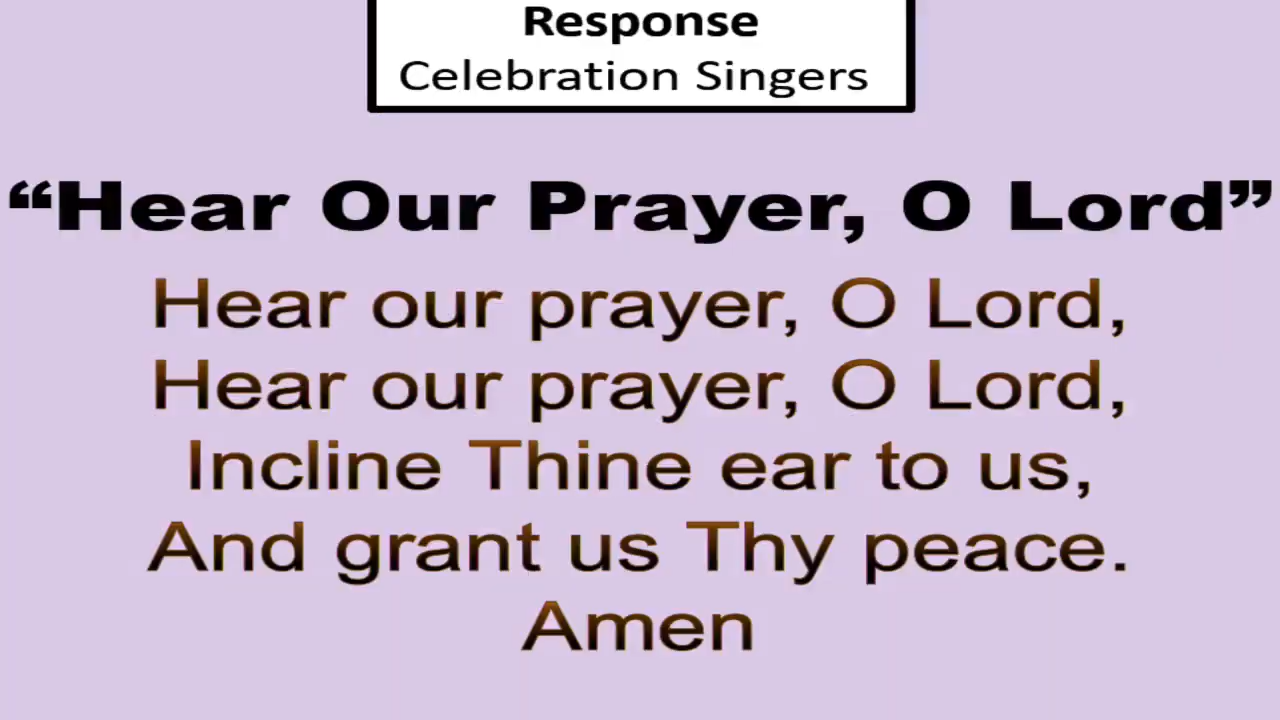 Response
Celebration Singers
“Hear Our Prayer, O Lord”
Hear our prayer, O Lord,
Hear our prayer, O Lord,
Incline Thine ear to us,
And grant us Thy peace.
Amen